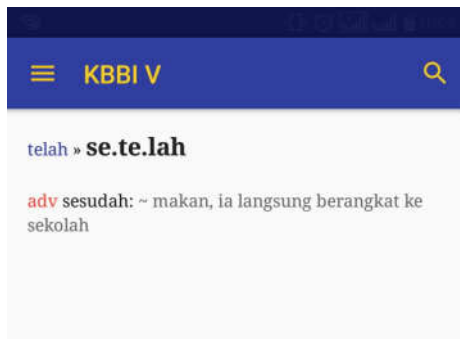 KBBI V
telah » se.te.lah
adv sesudah: ~ makan, ia langsung berangkat ke
sekolah